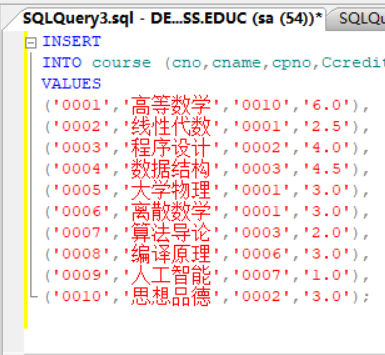 SQLQuery3.sql - DE...SS.EDUC (sa (54))* SQLQu
INSERT
INTO course (cno,cname,cpno,Ccredit
VALUES
('0001','高等数学','0010','6.0'),
('0002','线性代数','0001','2.5'),
('0003','程序设计','0002','4.0'),
('0004','数据结构','0003','4.5'),
('0005','大学物理','0001','3.0'),
('0006','离散数学','0001','3.0'),
('0007','算法导论','0003','2.0'),
('0008','编译原理','0006','3.0'),
('0009','人工智能','0007','1.0'),
('0010','思想品德','0002','3.0');